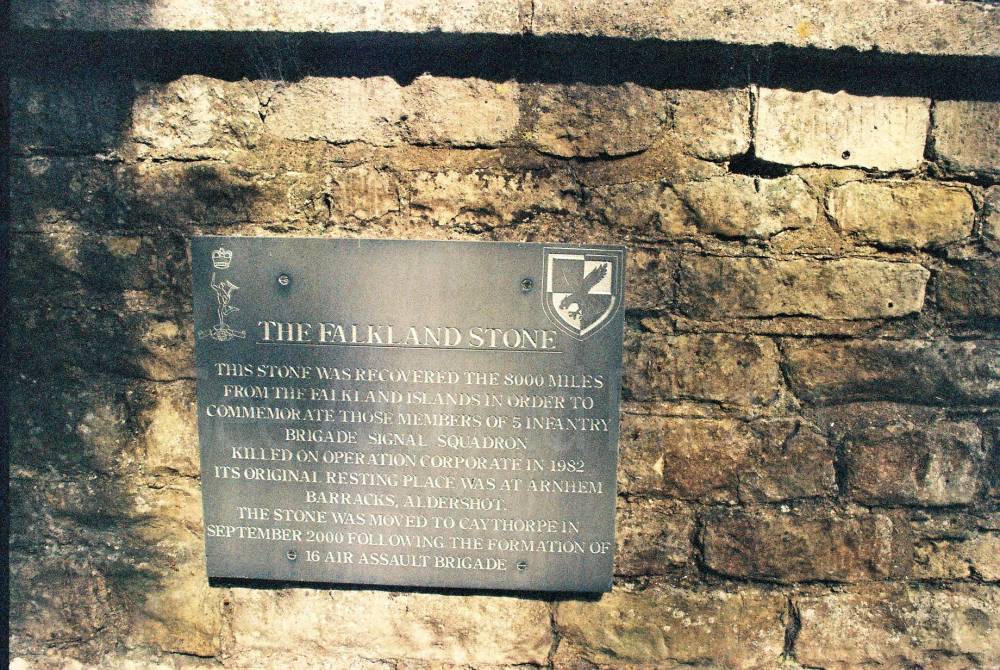 THE FALKLAND STONE
THIS STONE WAS RECOVERED THE 8000 MILES
FROM THE FALKLAND ISLANDS IN ORDER TO
COMMEMORATE THOSE MEMBERS OF 5 INFANTRY
BRIGADE SIGNAL SQUADRON
KILLED ON OPERATION CORPORATE IN 1982
ITS ORIGINAL RESTING PLACE WAS AT ARNHEM
BARRACKS, ALDERSHOT.
THE STONE WAS MOVED TO CAYTHORPE IN
SEPTEMBER 2000 FOLLOWING THE FORMATION OF
16 AIR ASSAULT BRIGADE